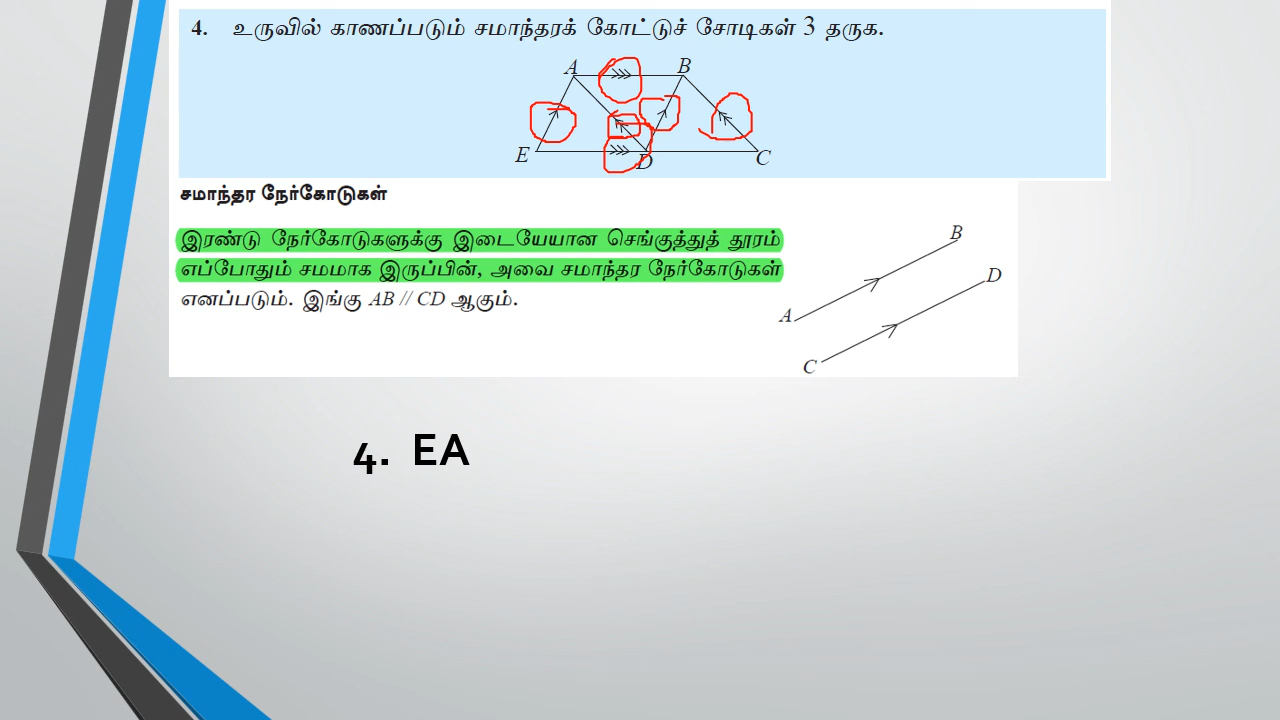 4. உருவில் காணப்படும் சமாந்தரக் கோட்டுச் சோடிகள் 3 தருக.
A B
E D C
சமாந்தர நேர்கோடுகள்
இரண்டு நேர்கோடுகளுக்கு இடையேயான செங்குத்துத் தூரம்
எப்போதும் சமமாக இருப்பின், அவை சமாந்தர நேர்கோடுகள்
எனப்படும். இங்கு AB // CD ஆகும்.
B
D
A
C
4. EA